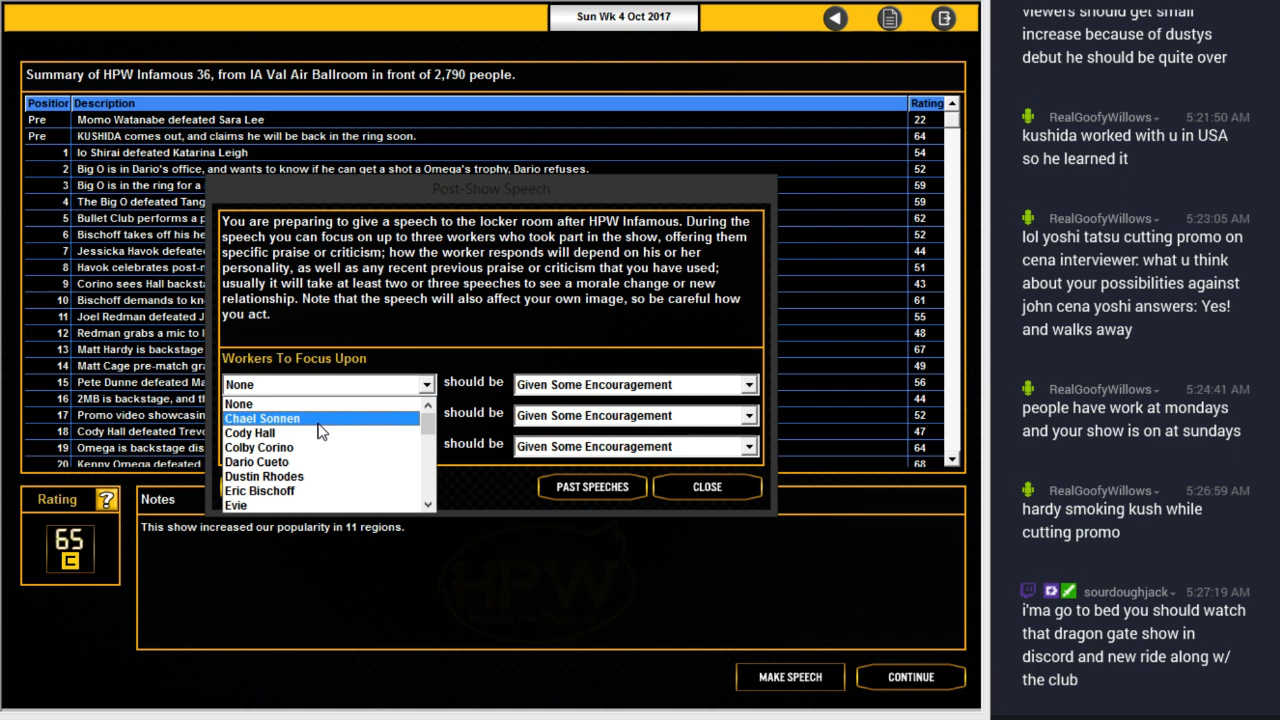 Sun Wk 4 Oct 2017
Summary of HPW Infamous 36, from IA Val Air Ballroom in front of 2,790 people.
Position Description Rating
Pre Momo Watanabe defeated Sara Lee 22
Pre KUSHIDA comes out, and claims he will be back in the ring soon. 64
1 Io Shirai defeated Katarina Leigh 54
2 Big O is in Dario's office, and wants to know if he can get a shot a Omega's trophy. Dario refuses. 52
3 Big O is in the ring for a 59
4 The Big O defeated Tang 59
5 Bullet Club performs a p 62
6 Bischoff takes off his he 52
7 Jessicka Havok defeate 44
8 Havok celebrates post-r 51
9 Corino sees Hall backsta 43
10 Bischoff demands to kn 61
11 Joel Redman defeated J 55
12 Redman grabs a mic to l 48
13 Matt Hardy is backstage 67
14 Matt Cage pre-match gr 49
15 Pete Dunne defeated Ma 56
16 2MB is backstage, and th 44
17 Promo video showcasin 52
18 Cody Hall defeated Trevo 47
19 Omega is backstage dis 64
20 Kenny Omega defeated 68
Post-Show Speech
You are preparing to give a speech to the locker room after HPW Infamous. During the
speech you can focus on up to three workers who took part in the show, offering them
specific praise or criticism; how the worker responds will depend on his or her
personality, as well as any recent previous praise or criticism that you have used;
usually it will take at least two or three speeches to see a morale change or new
relationship. Note that the speech will also affect your own image, so be careful how
you act.
Workers To Focus Upon
None should be Given Some Encouragement
should be Given Some Encouragement
should be Given Some Encouragement
None
Chael Sonnen
Cody Hall
Colby Corino
Dario Cueto
Dustin Rhodes
Eric Bischoff
Evie
PAST SPEECHES CLOSE
Rating ?
65
C
Notes
This show increased our popularity in 11 regions.
HPW
MAKE SPEECH CONTINUE
viewers should get small
increase because of dustys
debut he should be quite over
RealGoofyWillows 5:21:50 AM
kushida worked with u in USA
so he learned it
RealGoofyWillows 5:23:05 AM
lol yoshi tatsu cutting promo on
cena interviewer: what u think
about your possibilities against
john cena yoshi answers: Yes!
and walks away
RealGoofyWillows 5:24:41 AM
people have work at mondays
and your show is on at sundays
RealGoofyWillows 5:26:59 AM
hardy smoking kush while
cutting promo
sourdoughjack 5:27:19 AM
i'ma go to bed you should watch
that dragon gate show in
discord and new ride along w/
the club